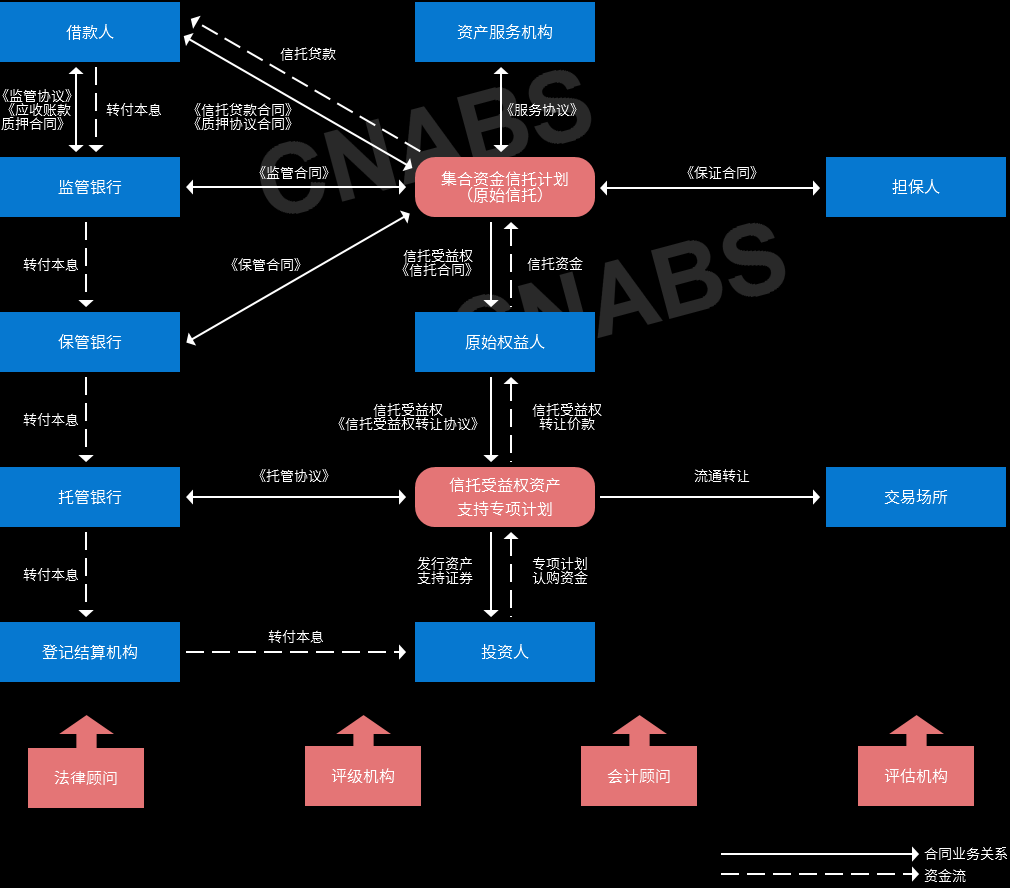 借款人
资产服务机构
信托贷款
《监管协议》
《应收账款
质押合同》
转付本息
《信托贷款合同》
《质押协议合同》
《服务协议》
CNABS
监管银行
《监管合同》
集合资金信托计划
（原始信托）
《保证合同》
担保人
转付本息
《保管合同》
信托受益权
《信托合同》
信托资金
CNABS
保管银行
原始权益人
转付本息
信托受益权
《信托受益权转让协议》
信托受益权
转让价款
托管银行
《托管协议》
信托受益权资产
支持专项计划
流通转让
交易场所
转付本息
发行资产
支持证券
专项计划
认购资金
登记结算机构
转付本息
投资人
法律顾问
评级机构
会计顾问
评估机构
合同业务关系
资金流